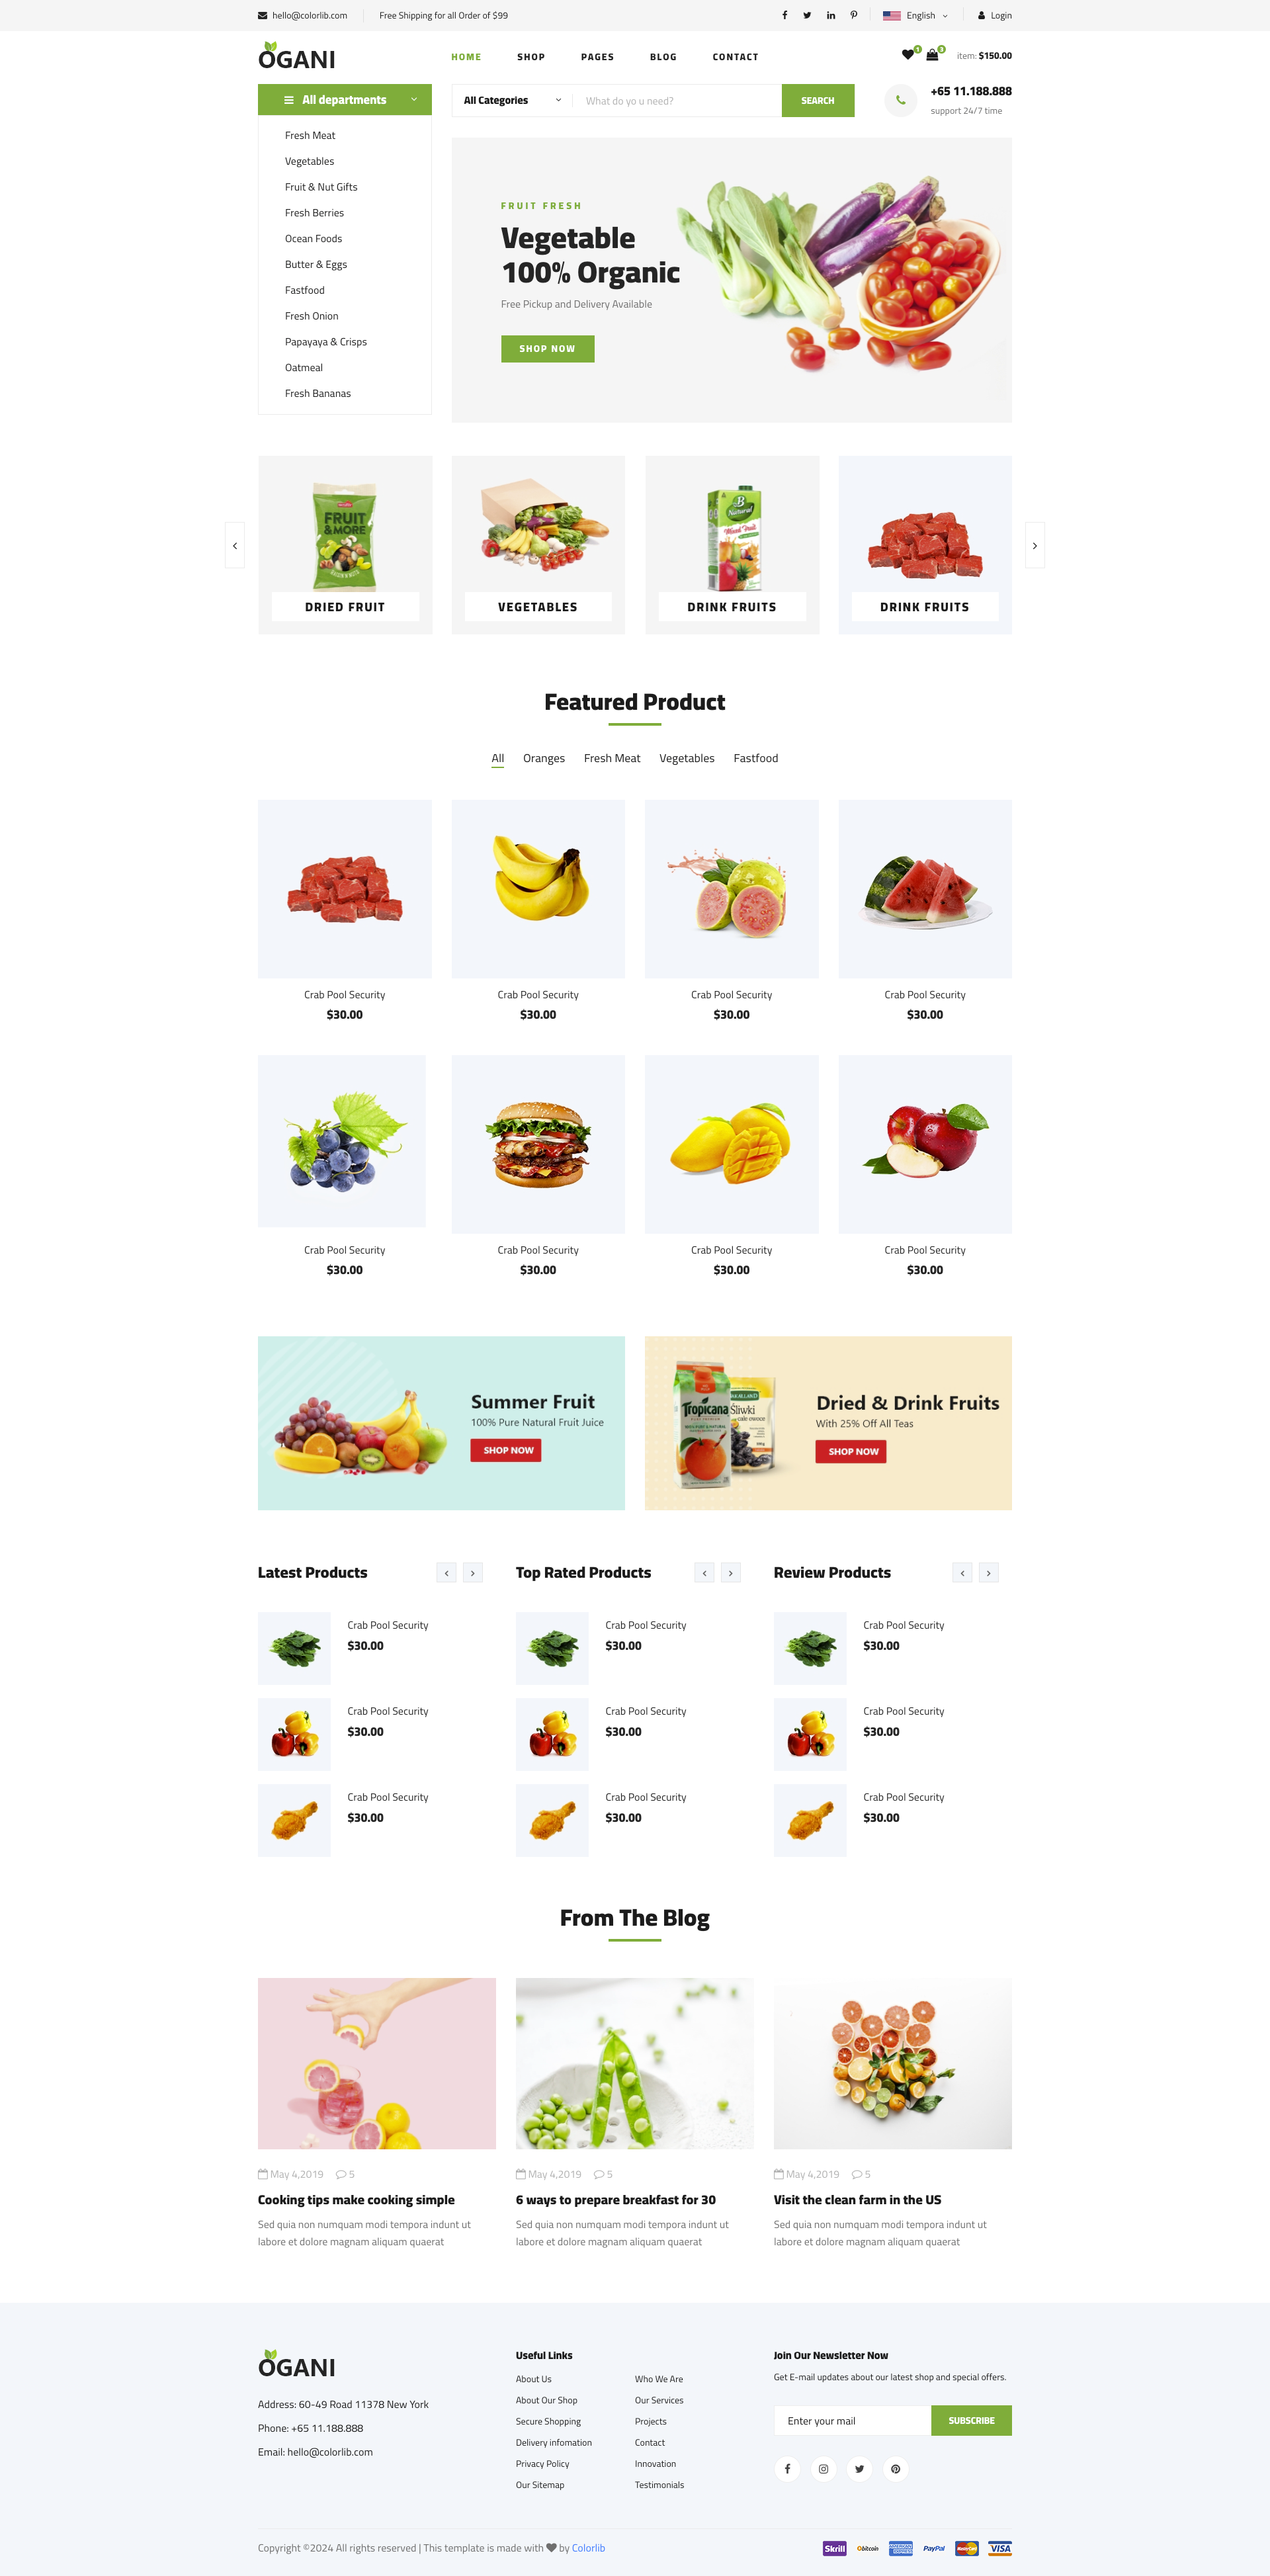 hello@colorlib.com
Free Shipping for all Order of $99
English
Login
OGANI
HOME
SHOP
PAGES
BLOG
CONTACT
1
3
item: $150.00
All departments
All Categories
What do yo u need?
SEARCH
+65 11.188.888
support 24/7 time
Fresh Meat
Vegetables
Fruit & Nut Gifts
Fresh Berries
Ocean Foods
Butter & Eggs
Fastfood
Fresh Onion
Papayaya & Crisps
Oatmeal
Fresh Bananas
FRUIT FRESH
Vegetable
100% Organic
Free Pickup and Delivery Available
SHOP NOW
FRUIT
&MORE
DRIED FRUIT
VEGETABLES
B
Natural
Mixed Fruit
DRINK FRUITS
DRINK FRUITS
Featured Product
All
Oranges
Fresh Meat
Vegetables
Fastfood
Crab Pool Security
$30.00
Crab Pool Security
$30.00
Crab Pool Security
$30.00
Crab Pool Security
$30.00
Crab Pool Security
$30.00
Crab Pool Security
$30.00
Crab Pool Security
$30.00
Crab Pool Security
$30.00
Summer Fruit
100% Pure Natural Fruit Juice
SHOP NOW
Tropicana
Śliwki
Dried & Drink Fruits
With 25% Off All Teas
SHOP NOW
Latest Products
Crab Pool Security
$30.00
Crab Pool Security
$30.00
Crab Pool Security
$30.00
Top Rated Products
Crab Pool Security
$30.00
Crab Pool Security
$30.00
Crab Pool Security
$30.00
Review Products
Crab Pool Security
$30.00
Crab Pool Security
$30.00
Crab Pool Security
$30.00
From The Blog
May 4,2019
5
Cooking tips make cooking simple
Sed quia non numquam modi tempora indunt ut
labore et dolore magnam aliquam quaerat
May 4,2019
5
6 ways to prepare breakfast for 30
Sed quia non numquam modi tempora indunt ut
labore et dolore magnam aliquam quaerat
May 4,2019
5
Visit the clean farm in the US
Sed quia non numquam modi tempora indunt ut
labore et dolore magnam aliquam quaerat
OGANI
Address: 60-49 Road 11378 New York
Phone: +65 11.188.888
Email: hello@colorlib.com
Useful Links
About Us
About Our Shop
Secure Shopping
Delivery infomation
Privacy Policy
Our Sitemap
Who We Are
Our Services
Projects
Contact
Innovation
Testimonials
Join Our Newsletter Now
Get E-mail updates about our latest shop and special offers.
Enter your mail
SUBSCRIBE
Copyright ©2024 All rights reserved | This template is made with by Colorlib
Skrill
bitcoin
AMERICAN EXPRESS
PayPal
MasterCard
VISA